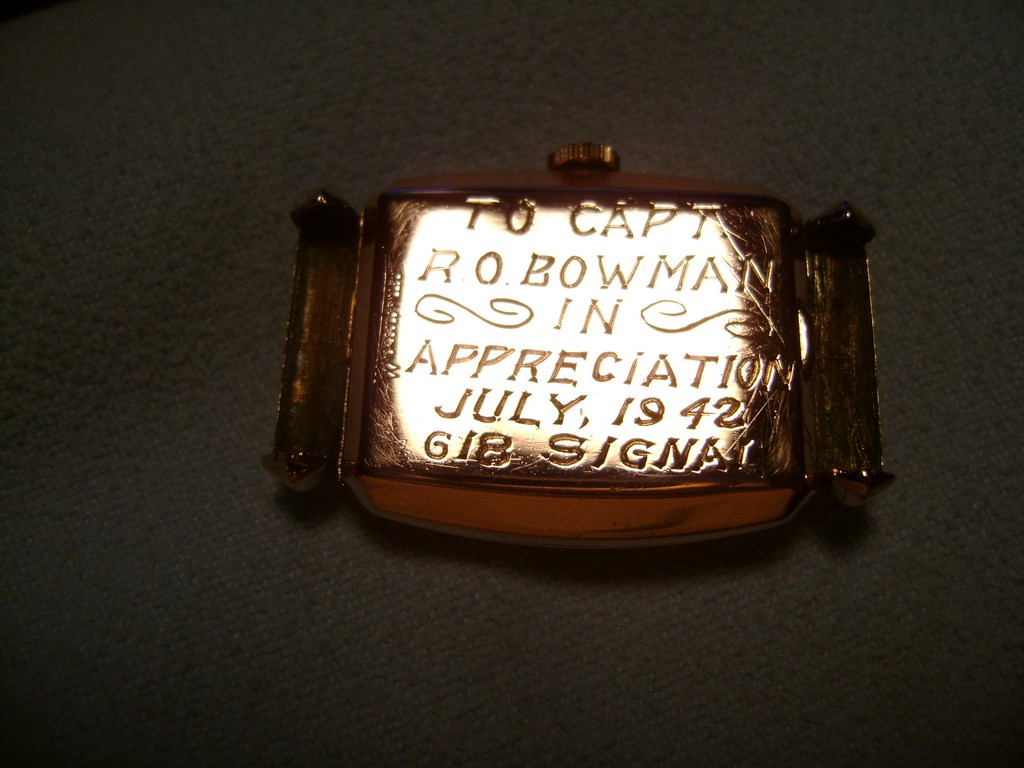 TO CAPT.
R.O.BOWMAN
IN
APPRECIATION
JULY, 1942
618 SIGNAL